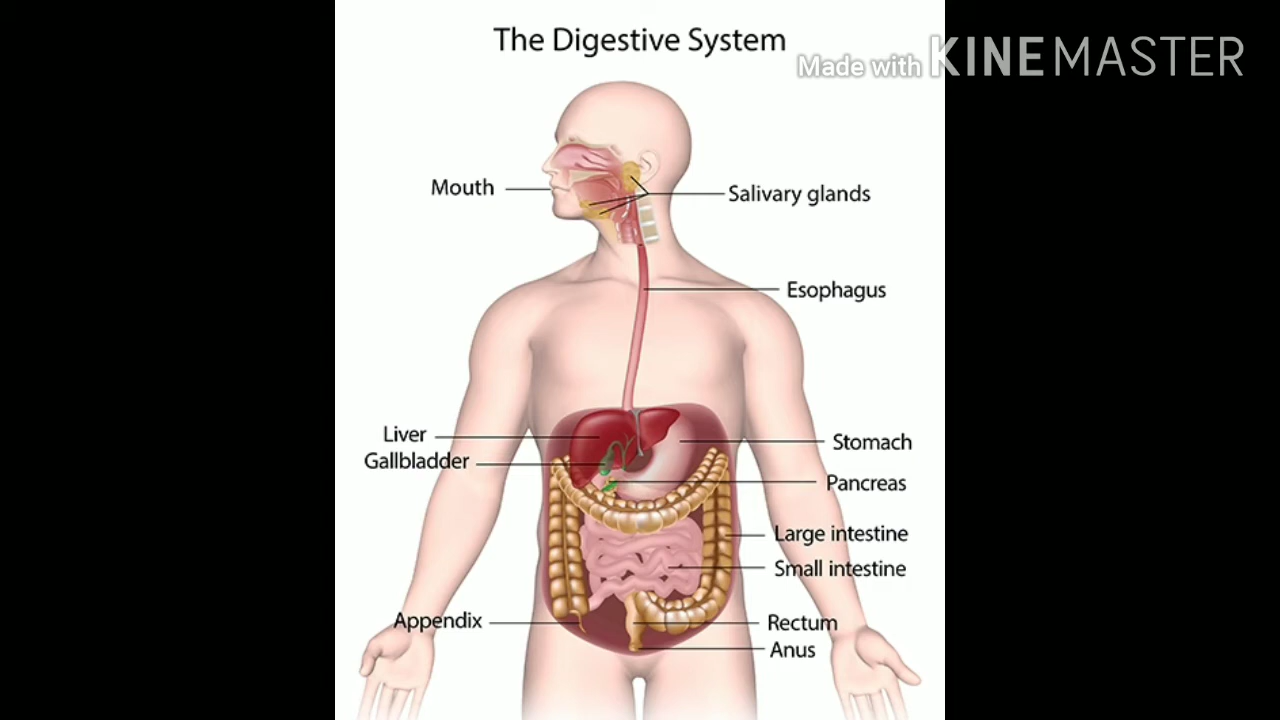 The Digestive System
Made with KINEMASTER
Mouth
Salivary glands
Esophagus
Liver
Gallbladder
Stomach
Pancreas
Large intestine
Small intestine
Appendix
Rectum
Anus